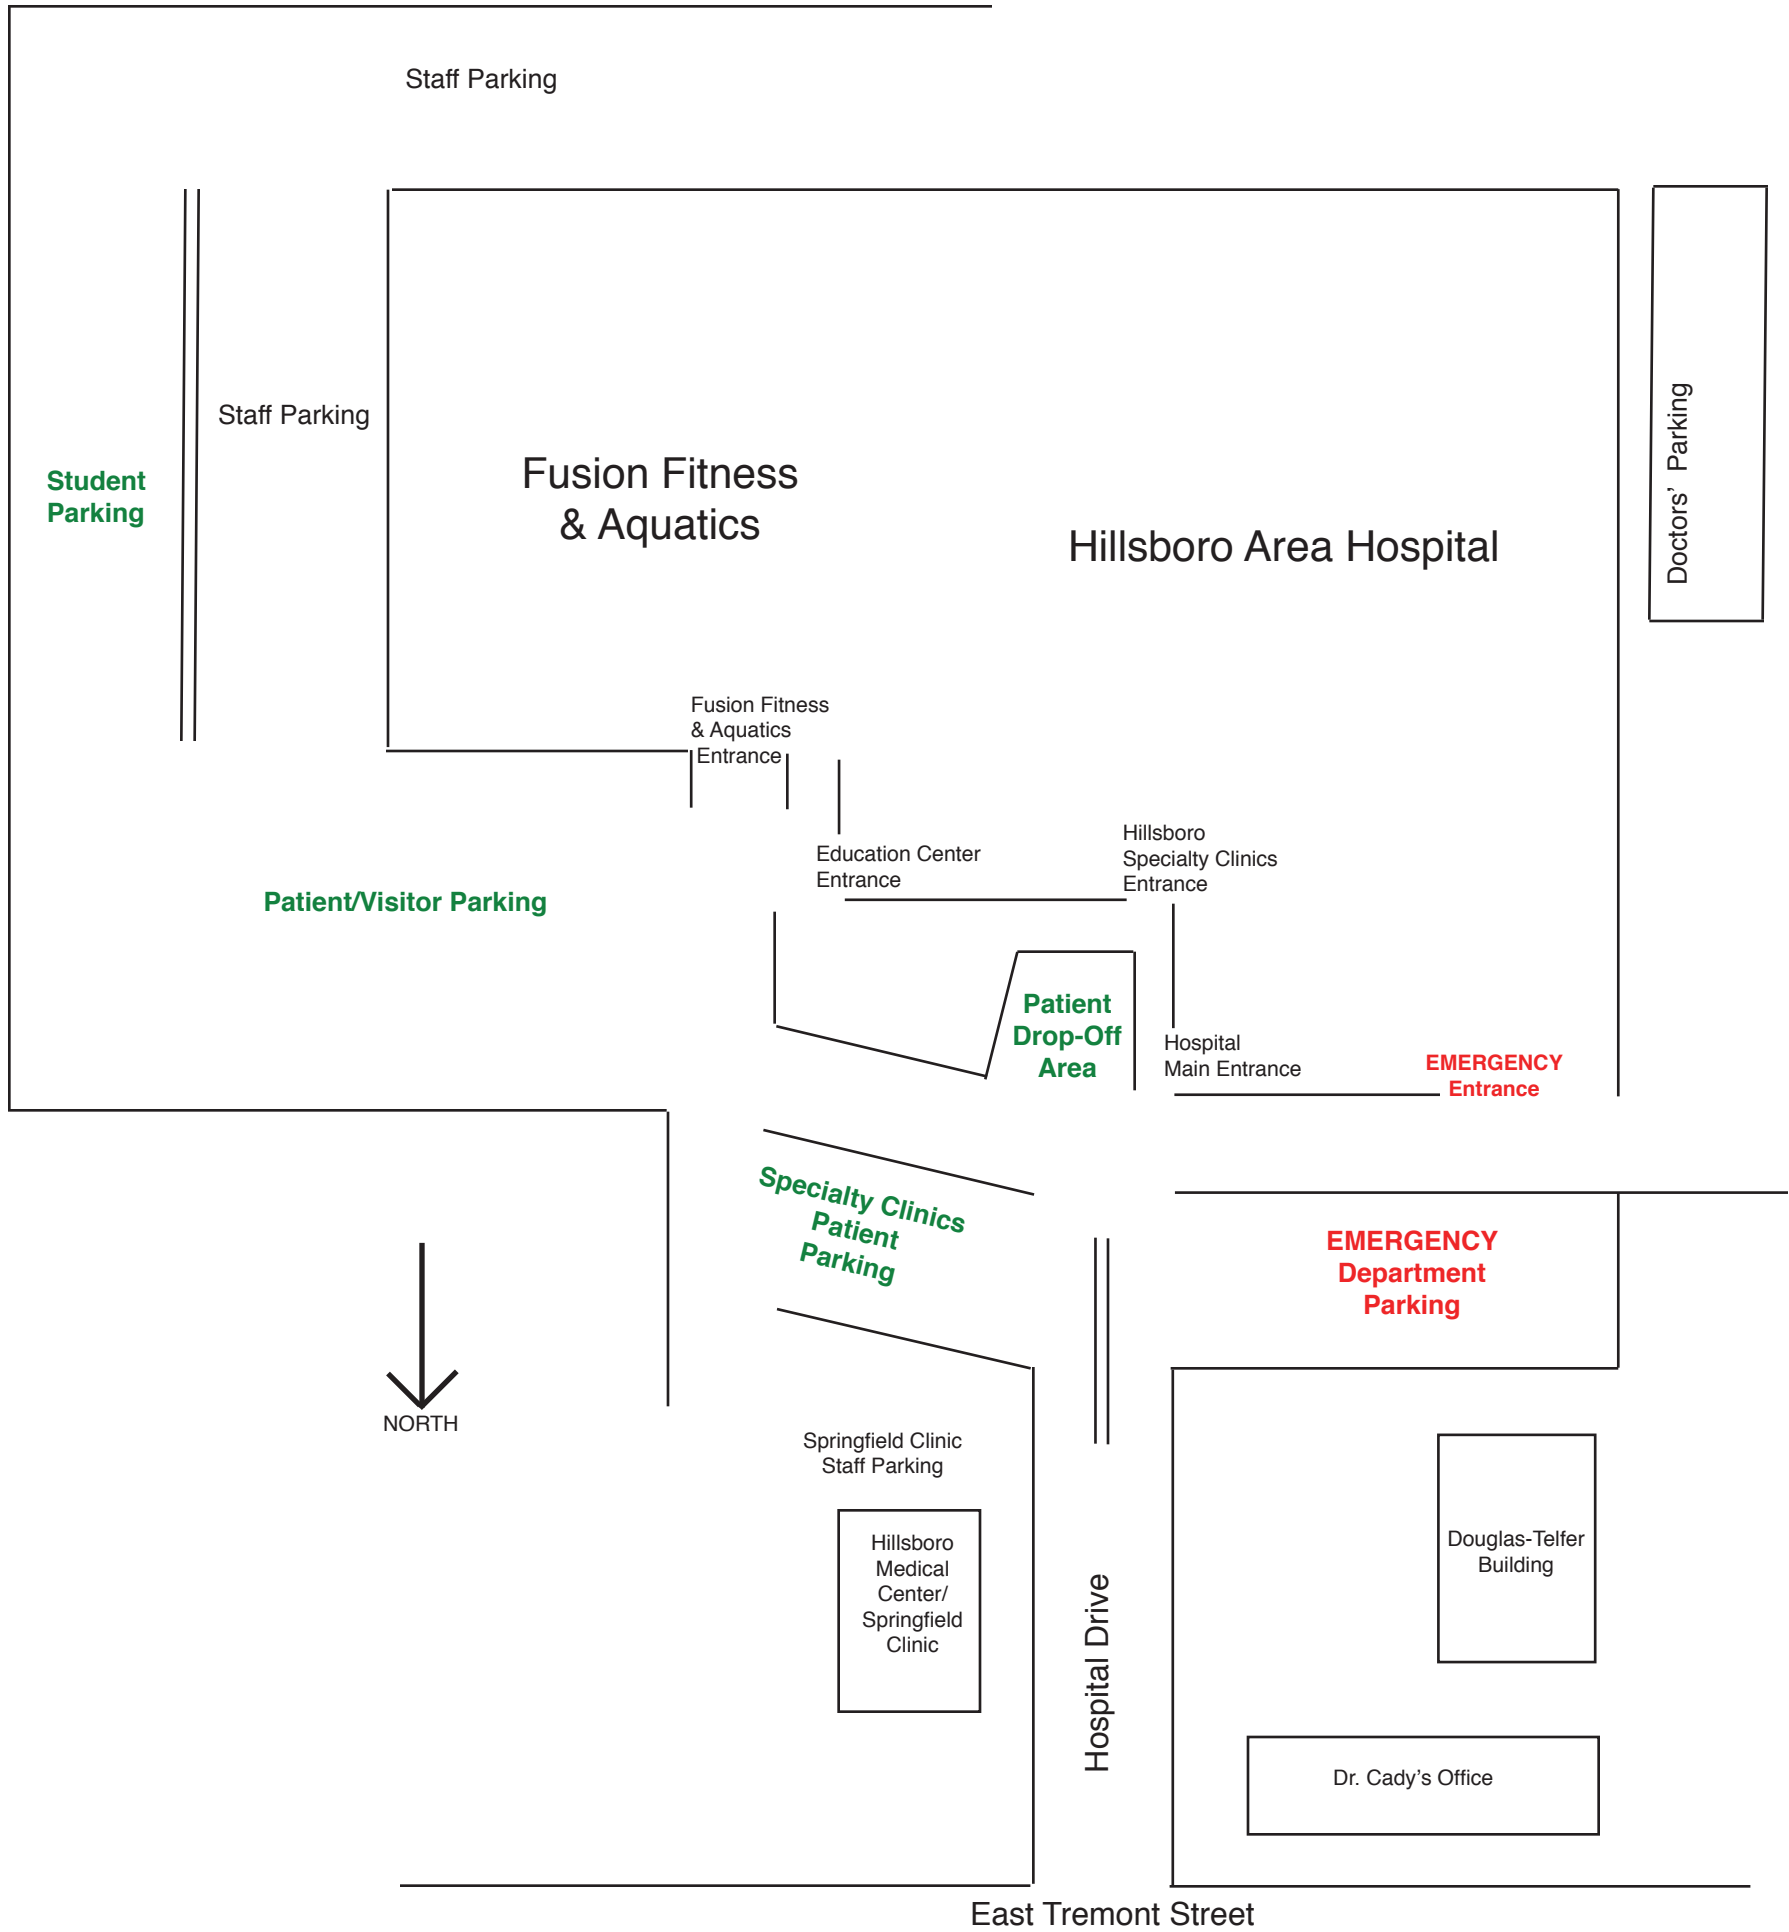 Staff Parking
Staff Parking
Student
Parking
Fusion Fitness
& Aquatics
Hillsboro Area Hospital
Doctors' Parking
Fusion Fitness
& Aquatics
Entrance
Education Center
Entrance
Hillsboro
Specialty Clinics
Entrance
Patient/Visitor Parking
Patient
Drop-Off
Area
Hospital
Main Entrance
EMERGENCY
Entrance
Specialty Clinics
Patient
Parking
EMERGENCY
Department
Parking
NORTH
Springfield Clinic
Staff Parking
Hillsboro
Medical
Center/
Springfield
Clinic
Hospital Drive
Douglas-Telfer
Building
Dr. Cady's Office
East Tremont Street